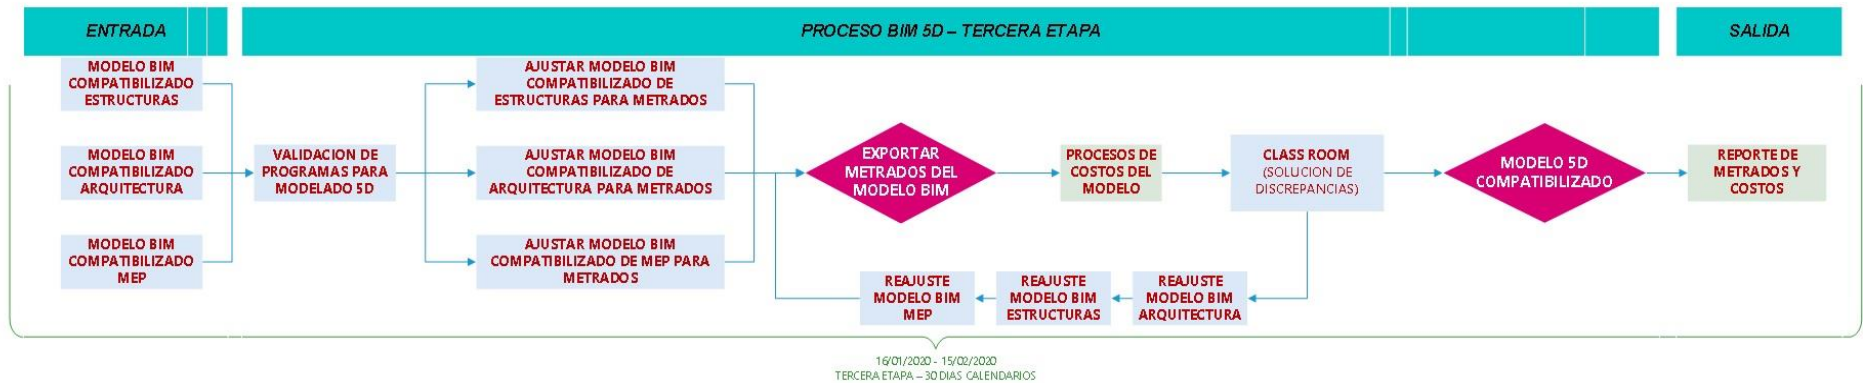 ENTRADA
PROCESO BIM 5D – TERCERA ETAPA
SALIDA
MODELO BIM
COMPATIBILIZADO
ESTRUCTURAS
MODELO BIM
COMPATIBILIZADO
ARQUITECTURA
MODELO BIM
COMPATIBILIZADO
MEP
VALIDACION DE
PROGRAMAS PARA
MODELADO 5D
AJUSTAR MODELO BIM
COMPATIBILIZADO DE
ESTRUCTURAS PARA METRADOS
AJUSTAR MODELO BIM
COMPATIBILIZADO DE
ARQUITECTURA PARA METRADOS
AJUSTAR MODELO BIM
COMPATIBILIZADO DE MEP PARA
METRADOS
EXPORTAR
METRADOS DEL
MODELO BIM
PROCESOS DE
COSTOS DEL
MODELO
CLASS ROOM
(SOLUCION DE
DISCREPANCIAS)
MODELO 5D
COMPATIBILIZADO
REPORTE DE
METRADOS Y
COSTOS
REAJUSTE
MODELO BIM
MEP
REAJUSTE
MODELO BIM
ESTRUCTURAS
REAJUSTE
MODELO BIM
ARQUITECTURA
16/01/2020 - 15/02/2020
TERCERA ETAPA – 30 DIAS CALENDARIOS